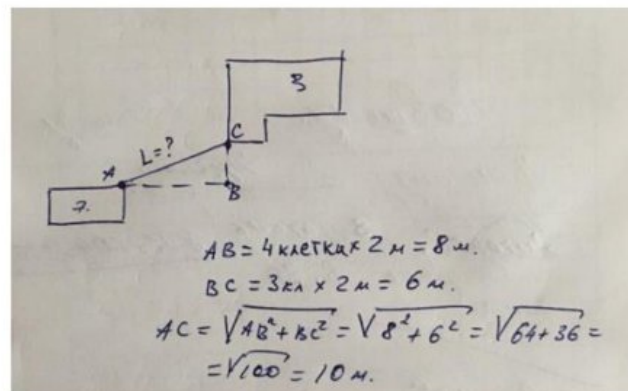 3
C
L=?
A
B
7.
AB = 4 клетки × 2 м = 8 м.
BC = 3 кл × 2 м = 6 м.
AC = √AB²+BC² = √8²+6² = √64+36 =
= √100 = 10 м.